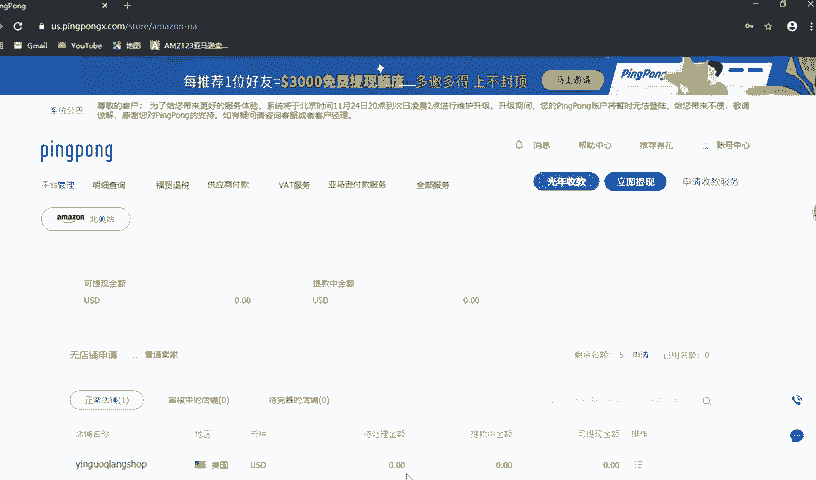 ngPong
us.pingpongx.com/store/amazon-na
Gmail YouTube 地图 AMZ123亚马逊卖...
每推荐1位好友=$3000免费提现额度 多邀多得 上不封顶 马上邀请 PingPong
系统公告 尊敬的客户: 为了给您带来更好的服务体验, 系统将于北京时间11月24日20点到次日凌晨2点进行维护升级。升级期间, 您的PingPong账户将暂时无法登陆, 给您带来不便, 敬请
谅解, 感谢您对PingPong的支持。如有疑问请咨询客服或者客户经理。
pingpong
消息 帮助中心 推荐有礼 账号中心
明细查询 福贸退税 供应商付款 VAT服务 亚马逊付款服务 全部服务 光年收款 立即提现 申请收款服务
amazon 北美站
可提现金额 提款中金额
USD 0.00 USD 0.00
无店铺申请 普通卖家 剩余名额: 5 申请 已用名额: 0
正常店铺(1) 审核中的店铺(0) 待完善的店铺(0)
店铺名称 地区 币种 提款中金额 可提现金额 操作
yinguoqiangshop 美国 USD 0.00 0.00 0.00